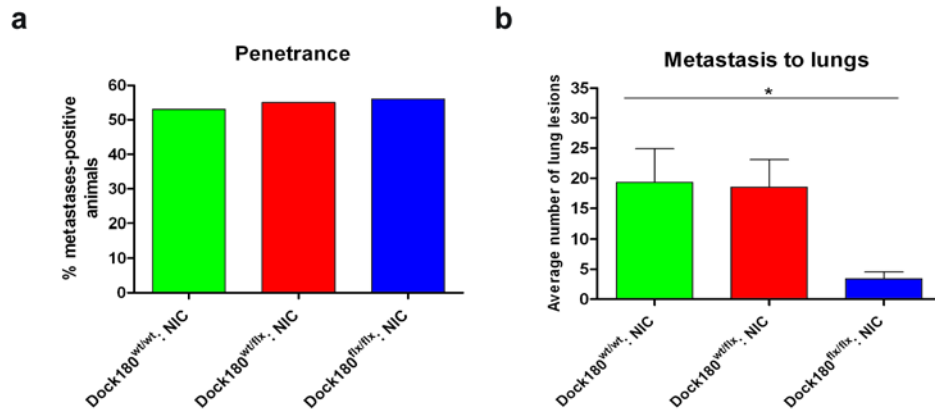 a
Penetrance
% metastases-positive
animals
60
50
40
30
20
10
0
Dock180wt/wt: NIC
Dock180wt/flx: NIC
Dock180flx/flx: NIC
b
Metastasis to lungs
Average number of lung lesions
35
30
25
20
15
10
5
0
*
Dock180wt/wt: NIC
Dock180wt/flx: NIC
Dock180flx/flx: NIC